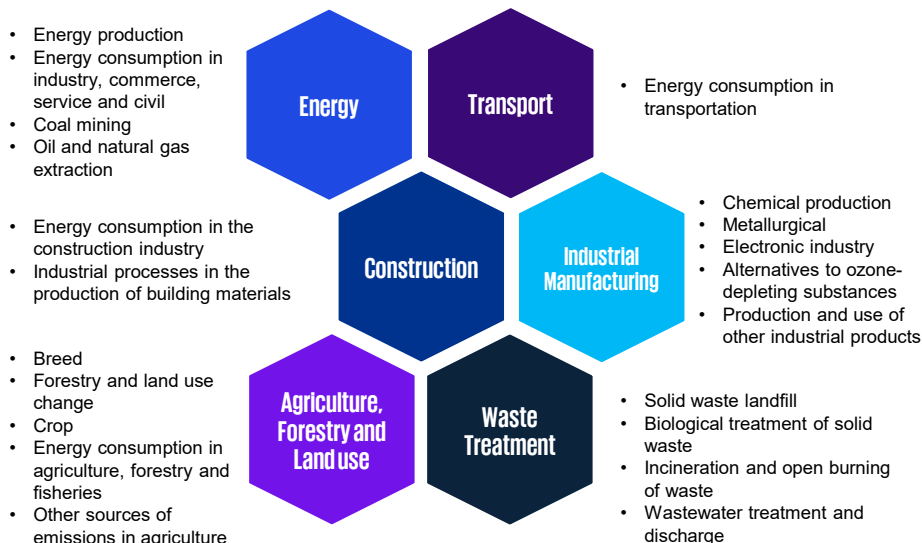 • Energy production
• Energy consumption in
industry, commerce,
service and civil
• Coal mining
• Oil and natural gas
extraction
Energy
Transport
• Energy consumption in
transportation
• Energy consumption in the
construction industry
• Industrial processes in the
production of building materials
Construction
Industrial
Manufacturing
• Chemical production
• Metallurgical
• Electronic industry
• Alternatives to ozone-
depleting substances
• Production and use of
other industrial products
• Breed
• Forestry and land use
change
• Crop
• Energy consumption in
agriculture, forestry and
fisheries
• Other sources of
emissions in agriculture
Agriculture,
Forestry and
Land use
Waste
Treatment
• Solid waste landfill
• Biological treatment of solid
waste
• Incineration and open burning
of waste
• Wastewater treatment and
discharge